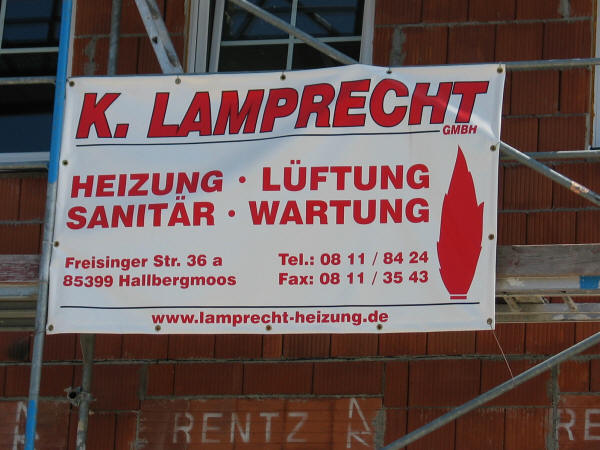 K. LAMPRECHT
GMBH
HEIZUNG · LÜFTUNG
SANITÄR · WARTUNG
Freisinger Str. 36 a
85399 Hallbergmoos
Tel.: 08 11 / 84 24
Fax: 08 11 / 35 43
www.lamprecht-heizung.de
RENTZ
RE